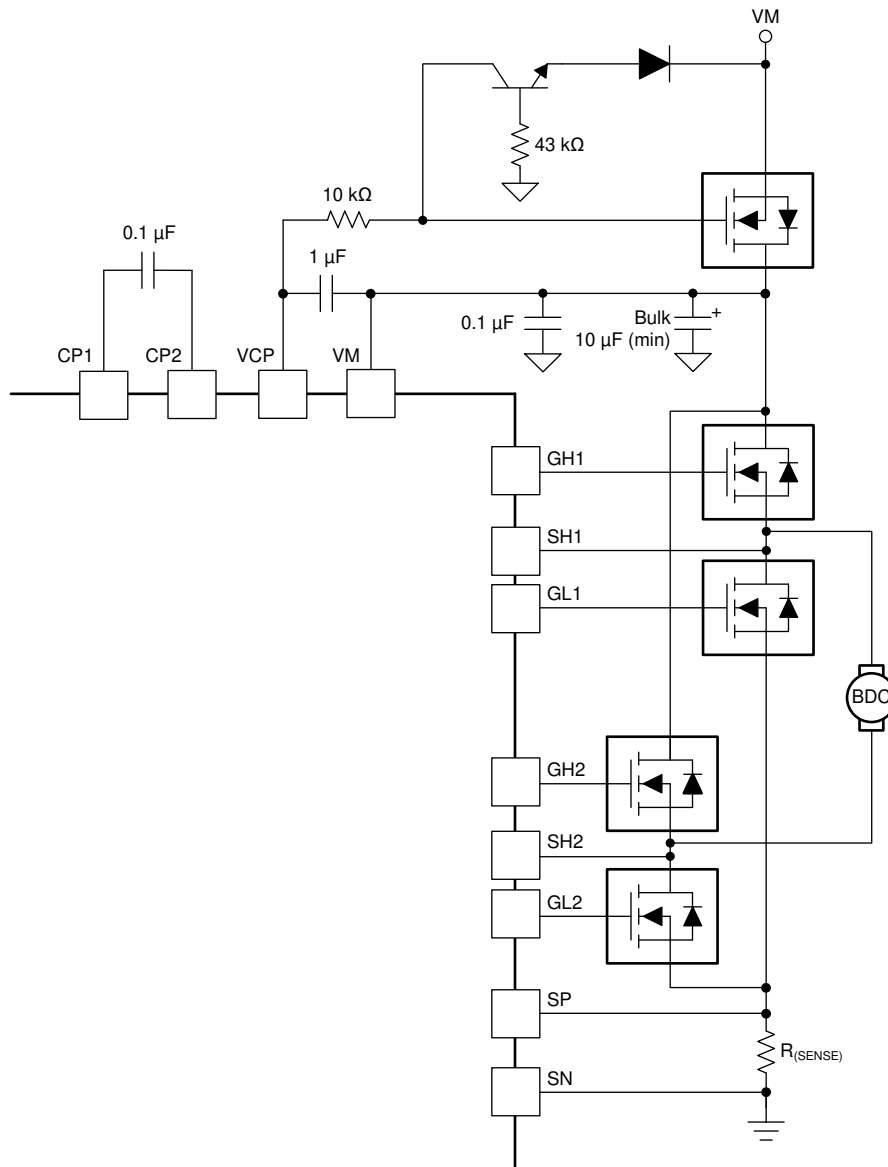 VM
43 kΩ
10 kΩ
0.1 µF
1 µF
0.1 µF
Bulk
10 µF (min)
+
CP1
CP2
VCP
VM
GH1
SH1
GL1
BDC
GH2
SH2
GL2
SP
R(SENSE)
SN